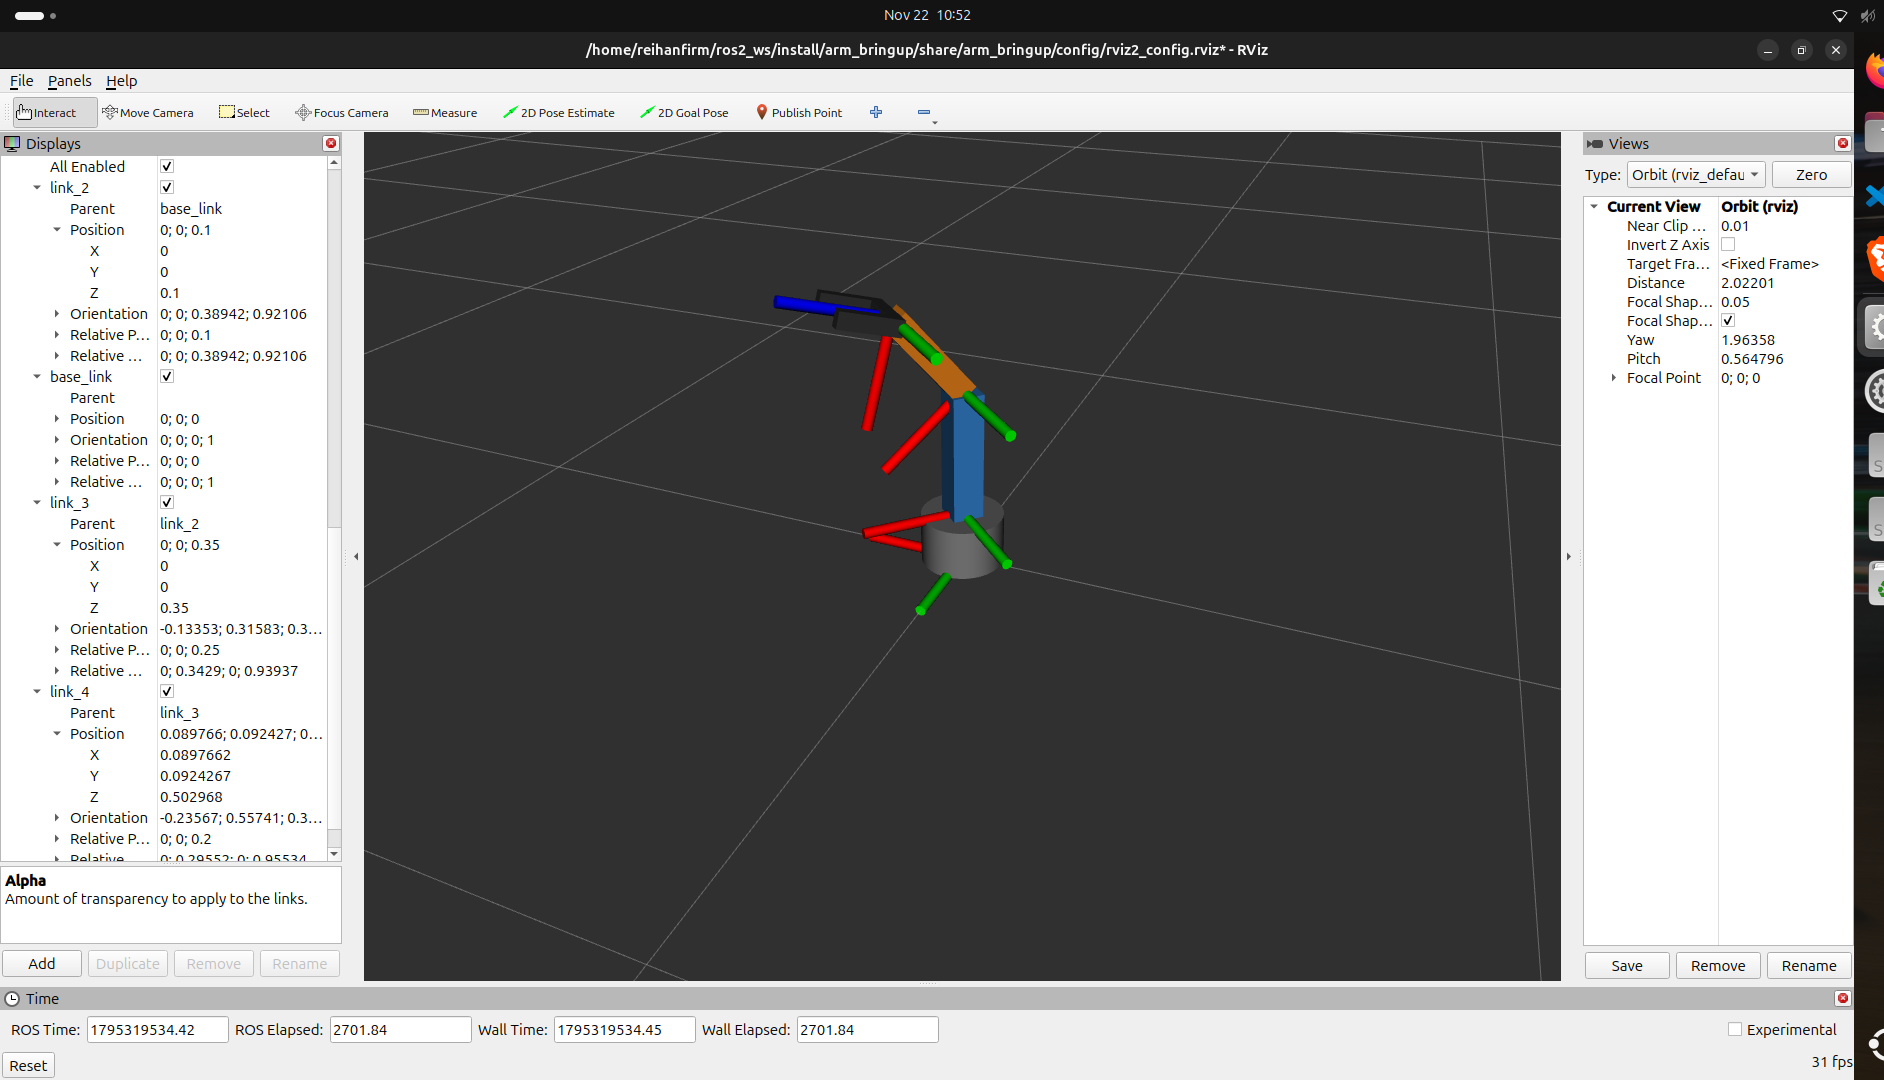 Nov 22 10:52
/home/reihanfirm/ros2_ws/install/arm_bringup/share/arm_bringup/config/rviz2_config.rviz* - RViz
File Panels Help
Interact Move Camera Select Focus Camera Measure 2D Pose Estimate 2D Goal Pose Publish Point
Displays
All Enabled
link_2
Parent base_link
Position 0; 0; 0.1
X 0
Y 0
Z 0.1
Orientation 0; 0; 0.38942; 0.92106
Relative P... 0; 0; 0.1
Relative ... 0; 0; 0.38942; 0.92106
base_link
Parent
Position 0; 0; 0
Orientation 0; 0; 0; 1
Relative P... 0; 0; 0
Relative ... 0; 0; 0; 1
link_3
Parent link_2
Position 0; 0; 0.35
X 0
Y 0
Z 0.35
Orientation -0.13353; 0.31583; 0.3...
Relative P... 0; 0; 0.25
Relative ... 0; 0.3429; 0; 0.93937
link_4
Parent link_3
Position 0.089766; 0.092427; 0...
X 0.0897662
Y 0.0924267
Z 0.502968
Orientation -0.23567; 0.55741; 0.3...
Relative P... 0; 0; 0.2
Relative 0; 0.29552; 0; 0.95534
Alpha
Amount of transparency to apply to the links.
Add Duplicate Remove Rename
Views
Type: Orbit (rviz_defau Zero
Current View Orbit (rviz)
Near Clip ... 0.01
Invert Z Axis
Target Fra... <Fixed Frame>
Distance 2.02201
Focal Shap... 0.05
Focal Shap...
Yaw 1.96358
Pitch 0.564796
Focal Point 0; 0; 0
Save Remove Rename
Time
ROS Time: 1795319534.42 ROS Elapsed: 2701.84 Wall Time: 1795319534.45 Wall Elapsed: 2701.84 Experimental
Reset 31 fps